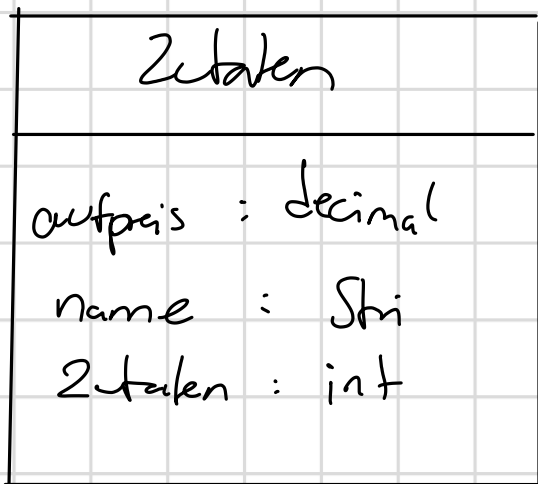 Zutaten
aufpreis : decimal
name : Stri
Zutaten : int